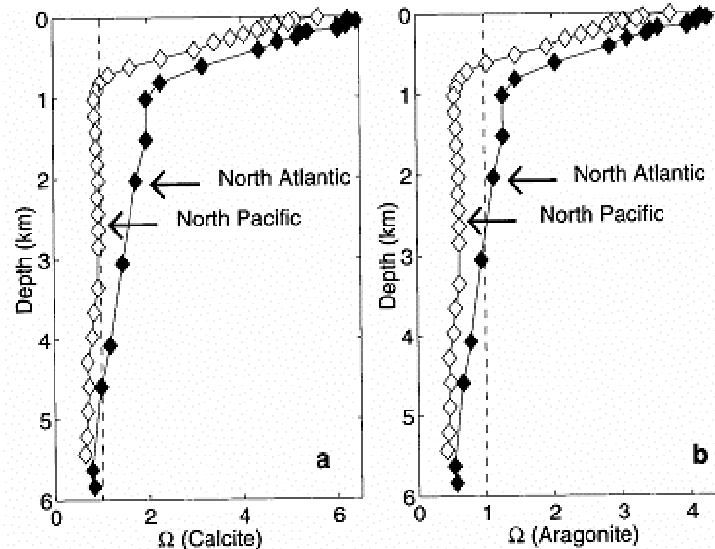 0
1
2
3
4
5
6
Depth (km)
North Atlantic
North Pacific
a
0 2 4 6
Ω (Calcite)
0
1
2
3
4
5
6
Depth (km)
North Atlantic
North Pacific
b
0 1 2 3 4
Ω (Aragonite)